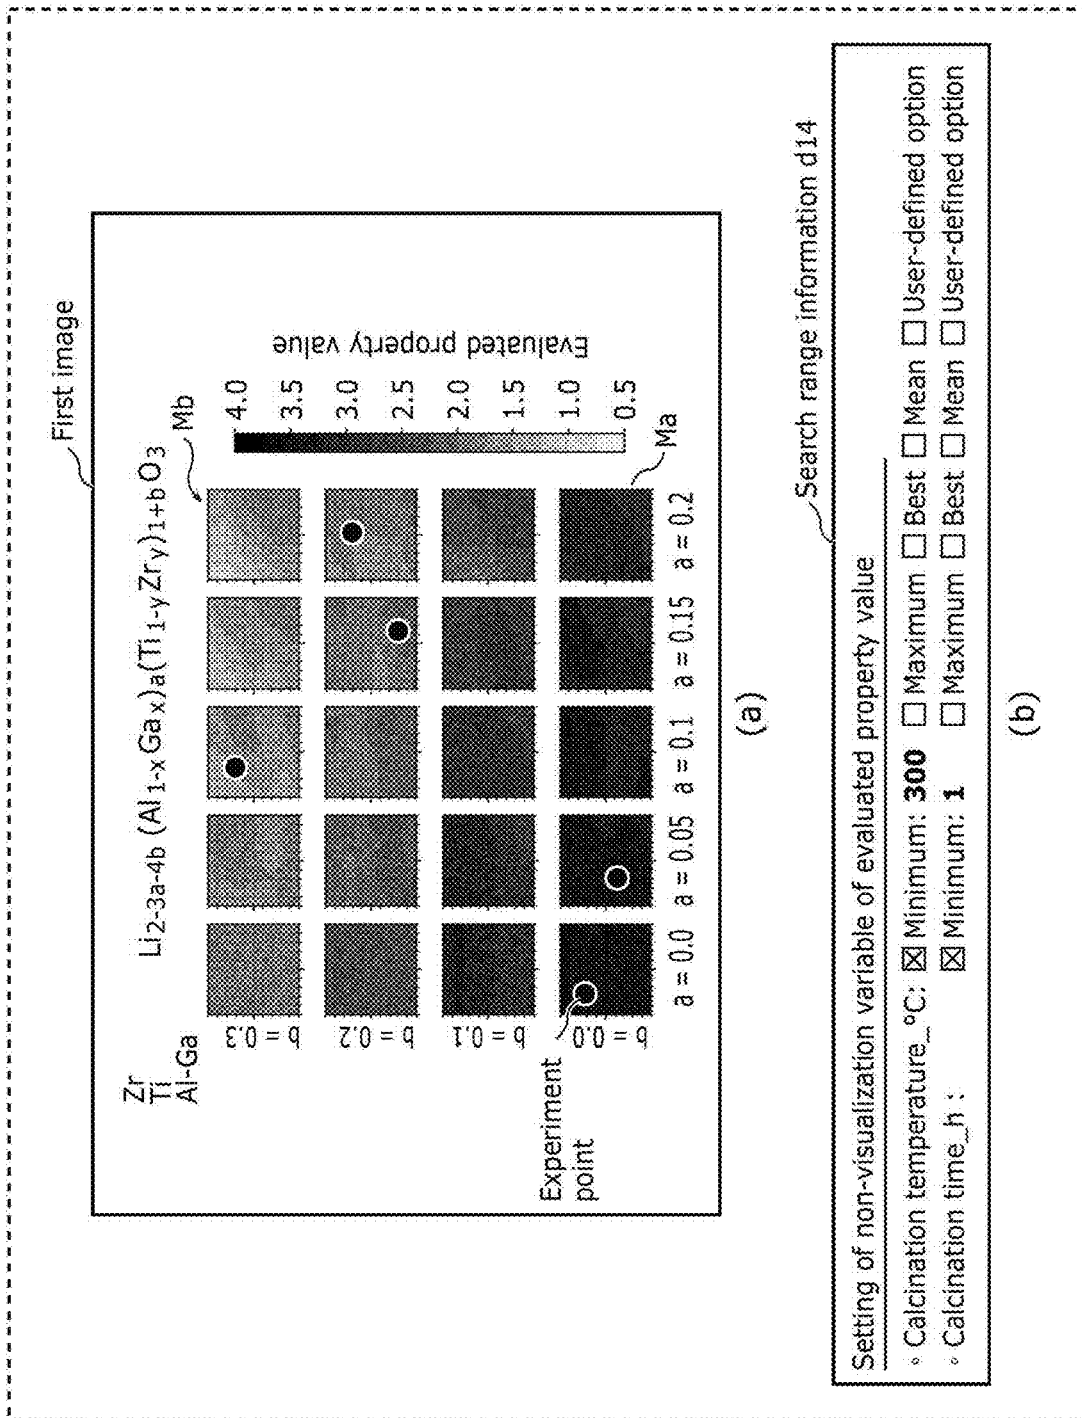 First image
Zr
Ti
Al-Ga
Li2-3a-4b (Al1-xGax)a(Ti1-yZry)1+bO3
Mb
b = 0.3
b = 0.2
b = 0.1
b = 0.0
a = 0.0
a = 0.05
a = 0.1
a = 0.15
a = 0.2
Ma
4.0
3.5
3.0
2.5
2.0
1.5
1.0
0.5
Evaluated property value
Experiment
point
(a)
Search range information d14
Setting of non-visualization variable of evaluated property value
◦ Calcination temperature_°C: ☒ Minimum: 300 ☐ Maximum ☐ Best ☐ Mean ☐ User-defined option
◦ Calcination time_h : ☒ Minimum: 1 ☐ Maximum ☐ Best ☐ Mean ☐ User-defined option
(b)